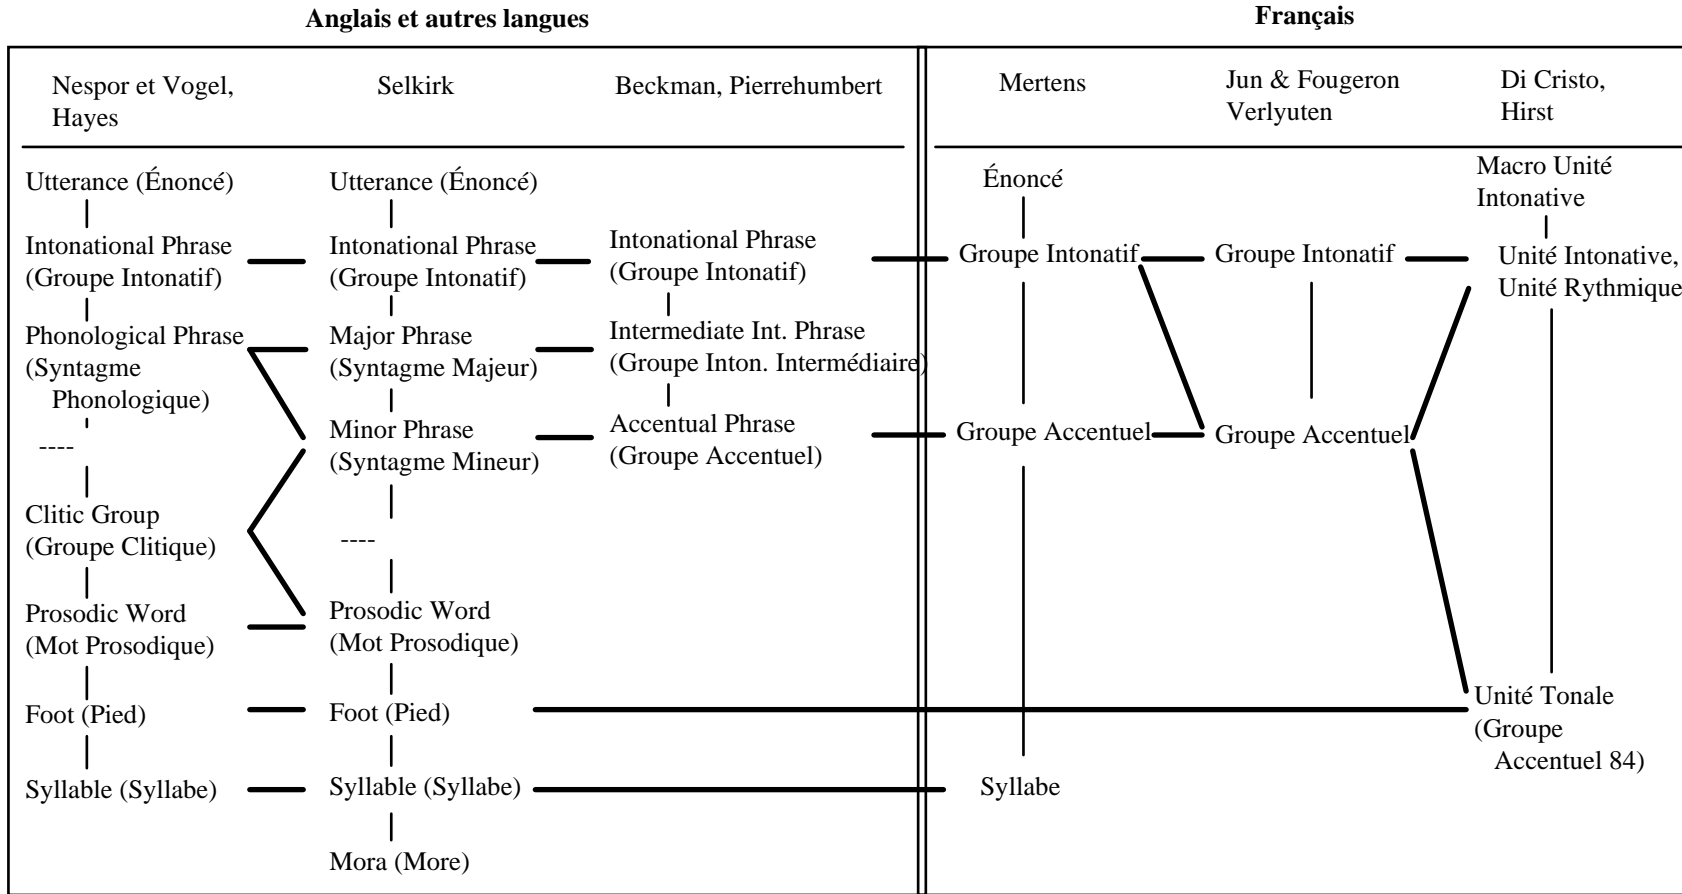 Anglais et autres langues
Français
Nespor et Vogel,
Hayes
Selkirk
Beckman, Pierrehumbert
Mertens
Jun & Fougeron
Verlyuten
Di Cristo,
Hirst
Utterance (Énoncé)
Intonational Phrase
(Groupe Intonatif)
Phonological Phrase
(Syntagme
Phonologique)
----
Clitic Group
(Groupe Clitique)
Prosodic Word
(Mot Prosodique)
Foot (Pied)
Syllable (Syllabe)
Utterance (Énoncé)
Intonational Phrase
(Groupe Intonatif)
Major Phrase
(Syntagme Majeur)
Minor Phrase
(Syntagme Mineur)
----
Prosodic Word
(Mot Prosodique)
Foot (Pied)
Syllable (Syllabe)
Mora (More)
Intonational Phrase
(Groupe Intonatif)
Intermediate Int. Phrase
(Groupe Inton. Intermédiaire)
Accentual Phrase
(Groupe Accentuel)
Énoncé
Groupe Intonatif
Groupe Accentuel
Syllabe
Groupe Intonatif
Groupe Accentuel
Macro Unité
Intonative
Unité Intonative,
Unité Rythmique
Unité Tonale
(Groupe
Accentuel 84)